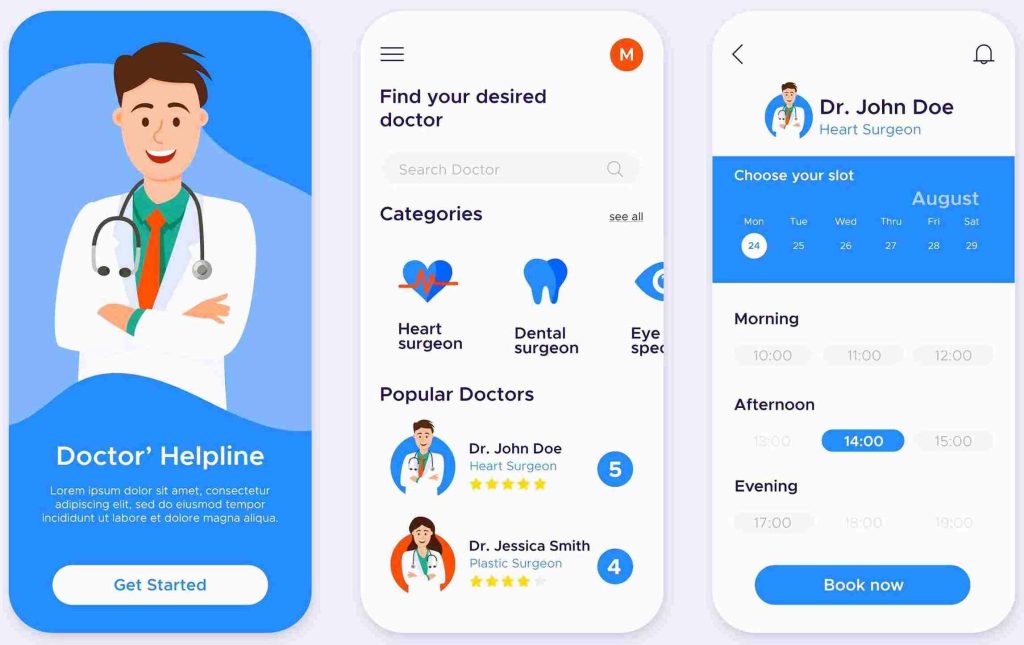 Doctor' Helpline
Lorem ipsum dolor sit amet, consectetur
adipiscing elit, sed do eiusmod tempor
incididunt ut labore et dolore magna aliqua.
Get Started
M
Find your desired
doctor
Search Doctor
Categories see all
Heart
surgeon
Dental
surgeon
Eye
spec
Popular Doctors
Dr. John Doe
Heart Surgeon
5
Dr. Jessica Smith
Plastic Surgeon
4
Dr. John Doe
Heart Surgeon
Choose your slot
August
Mon Tue Wed Thru Fri Sat
24 25 26 27 28 29
Morning
10:00 11:00 12:00
Afternoon
13:00 14:00 15:00
Evening
17:00 18:00 19:00
Book now